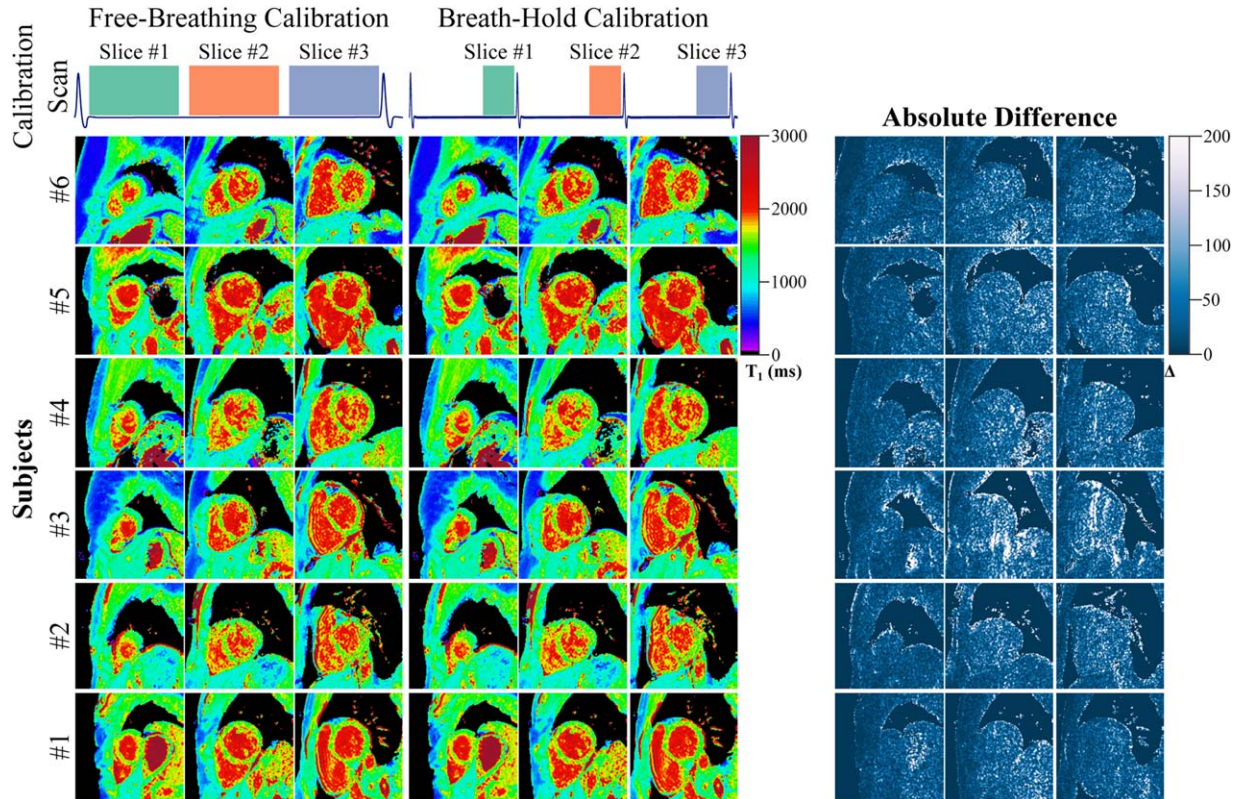 Free-Breathing Calibration
Breath-Hold Calibration
Calibration
Scan
Slice #1
Slice #2
Slice #3
Slice #1
Slice #2
Slice #3
Absolute Difference
3000
2000
1000
0
T₁ (ms)
200
150
100
50
0
Δ
Subjects
#6
#5
#4
#3
#2
#1